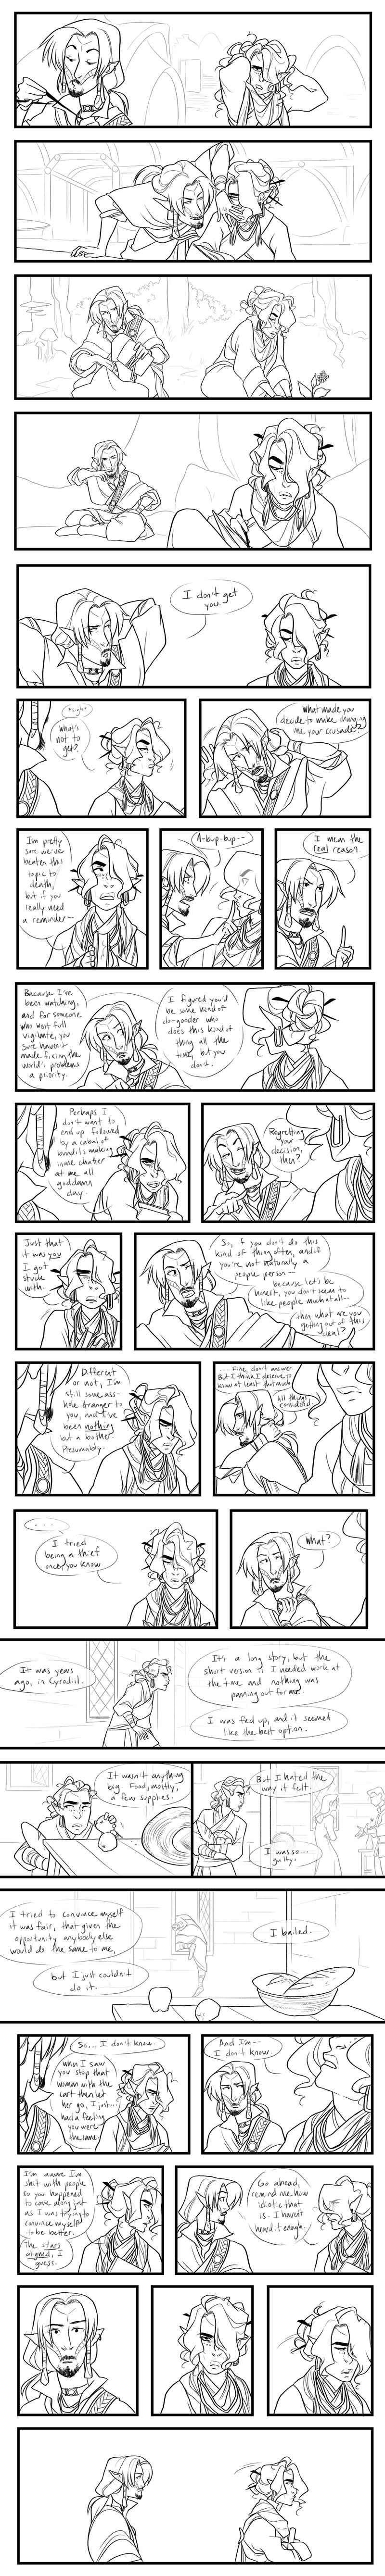 I don't get
you.
*sigh*
What's
not to
get?
What made you
decide to make changing
me your crusade?
I'm pretty
sure we've
beaten this
topic to
death,
but if you
really need
a reminder--
A-bup-bup--
I mean the
real reason.
Because I've
been watching,
and for someone
who went full
vigilante, you
sure haven't
made fixing the
world's problems
a priority.
I figured you'd
be some kind of
do-gooder who
does this kind of
thing all the
time, but you
don't.
Perhaps I
don't want to
end up followed
by a cabal of
bandits making
inane chatter
at me all
goddamn
day.
Regretting
your
decision,
then?
Just that
it was you
I got
stuck
with.
So, if you don't do this
kind of thing often, and if
you're not naturally a
people person--
because let's be
honest, you don't seem to
like people much at all--
then what are you
getting out of this
deal?
Different
or not, I'm
still some ass-
hole stranger to
you, and I've
been nothing
but a bother.
Presumably.
....Fine, don't answer.
But I think I deserve to
know at least that much
All things
considered
. . .
I tried
being a thief
once, you know
What?
It was years
ago, in Cyrodiil.
It's a long story, but the
short version is I needed work at
the time and nothing was
panning out for me.
I was fed up, and it seemed
like the best option.
It wasn't anything
big. Food, mostly,
a few supplies.
But I hated the
way it felt.
I was so...
guilty.
I tried to convince myself
it was fair, that given the
opportunity anybody else
would do the same to me,
but I just couldn't
do it.
I bailed.
So... I don't know.
When I saw
you stop that
woman with the
cart then let
her go, I just...
had a feeling
you were
the same.
And I'm--
I don't know.
I'm aware I'm
shit with people
so you happened
to come along just
as I was trying to
convince myself
to be better.
The stars
aligned, I
guess.
Go ahead,
remind me how
idiotic that
is. I haven't
heard it enough.